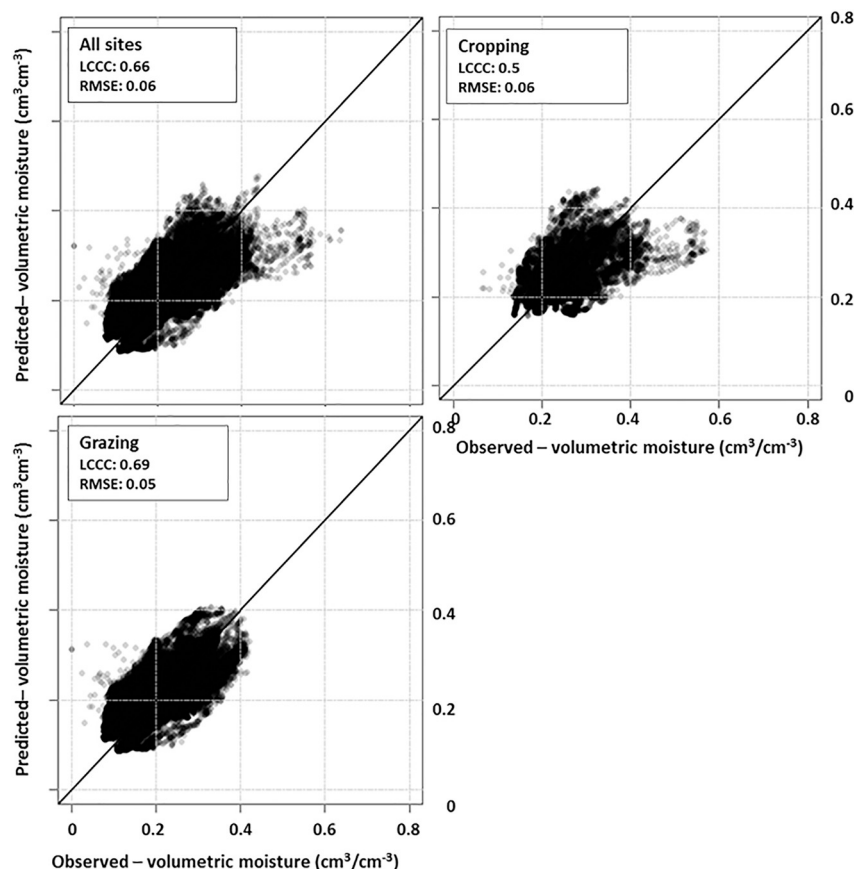 All sites
LCCC: 0.66
RMSE: 0.06
Predicted– volumetric moisture (cm³cm⁻³)
Cropping
LCCC: 0.5
RMSE: 0.06
0.8
0.6
0.4
0.2
0
0 0.2 0.4 0.6 0.8
Observed – volumetric moisture (cm³/cm⁻³)
Grazing
LCCC: 0.69
RMSE: 0.05
Predicted– volumetric moisture (cm³cm⁻³)
0.8
0.6
0.4
0.2
0
0 0.2 0.4 0.6 0.8
Observed – volumetric moisture (cm³/cm⁻³)